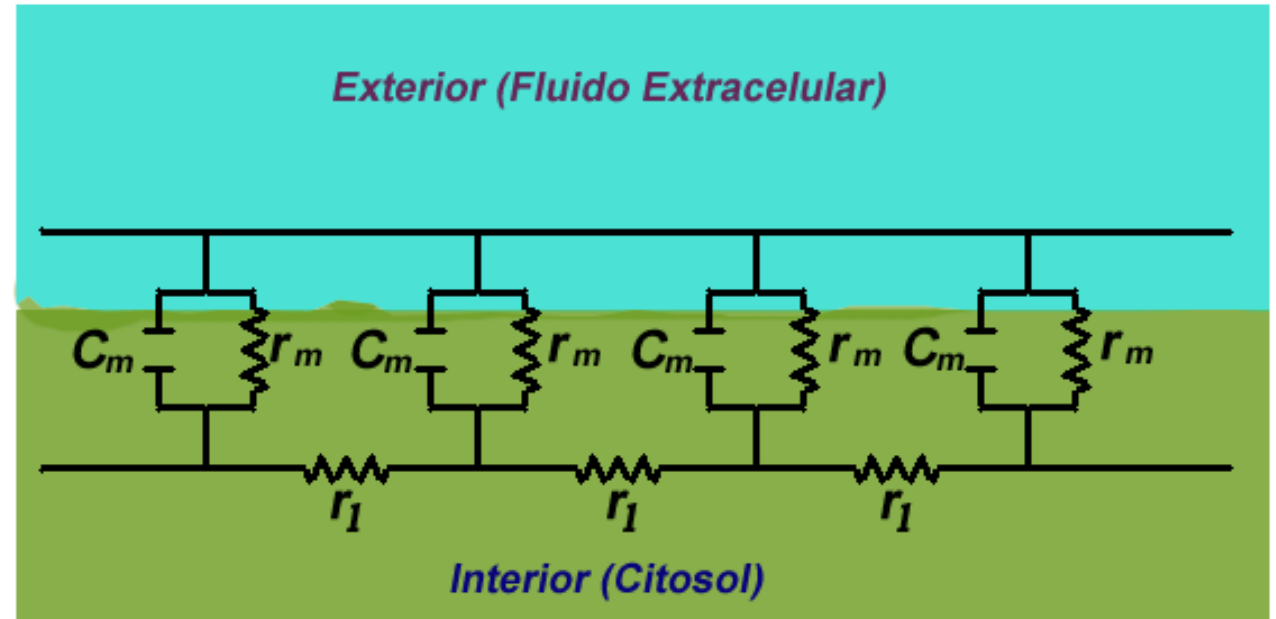 Exterior (Fluido Extracelular)
Cm rm Cm rm Cm rm Cm rm
r1 r1 r1
Interior (Citosol)